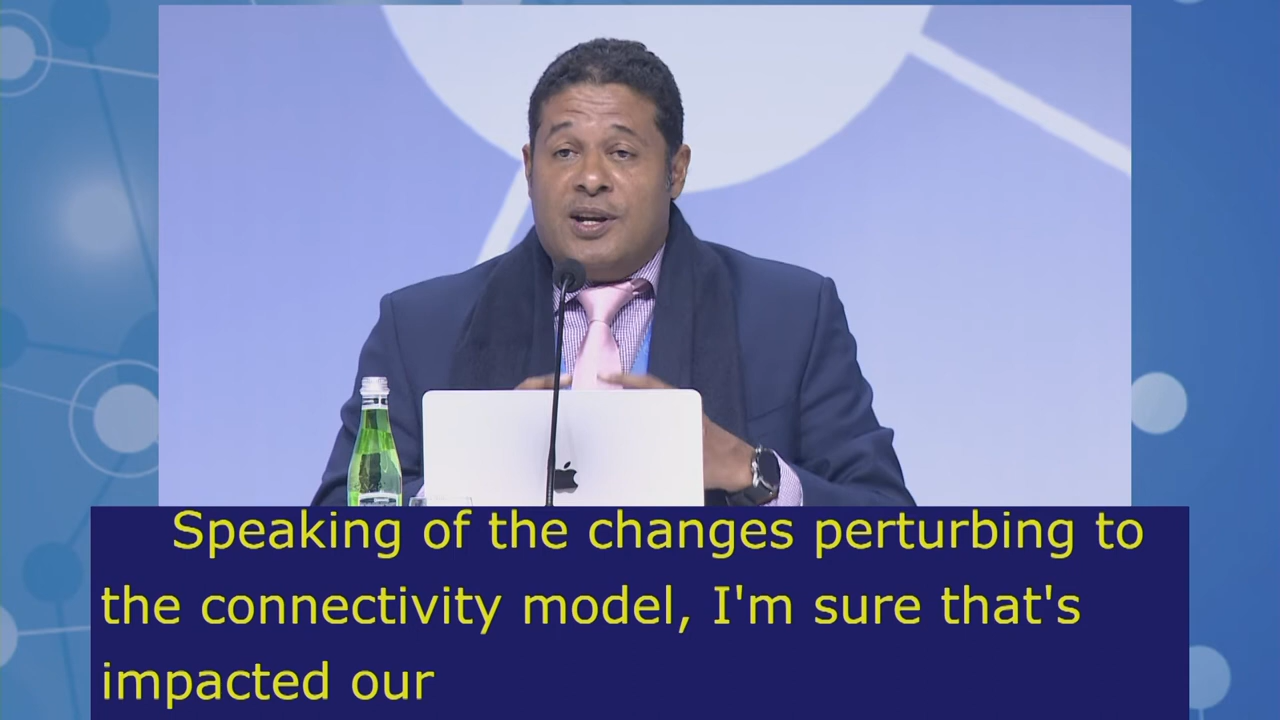 Speaking of the changes perturbing to
the connectivity model, I'm sure that's
impacted our